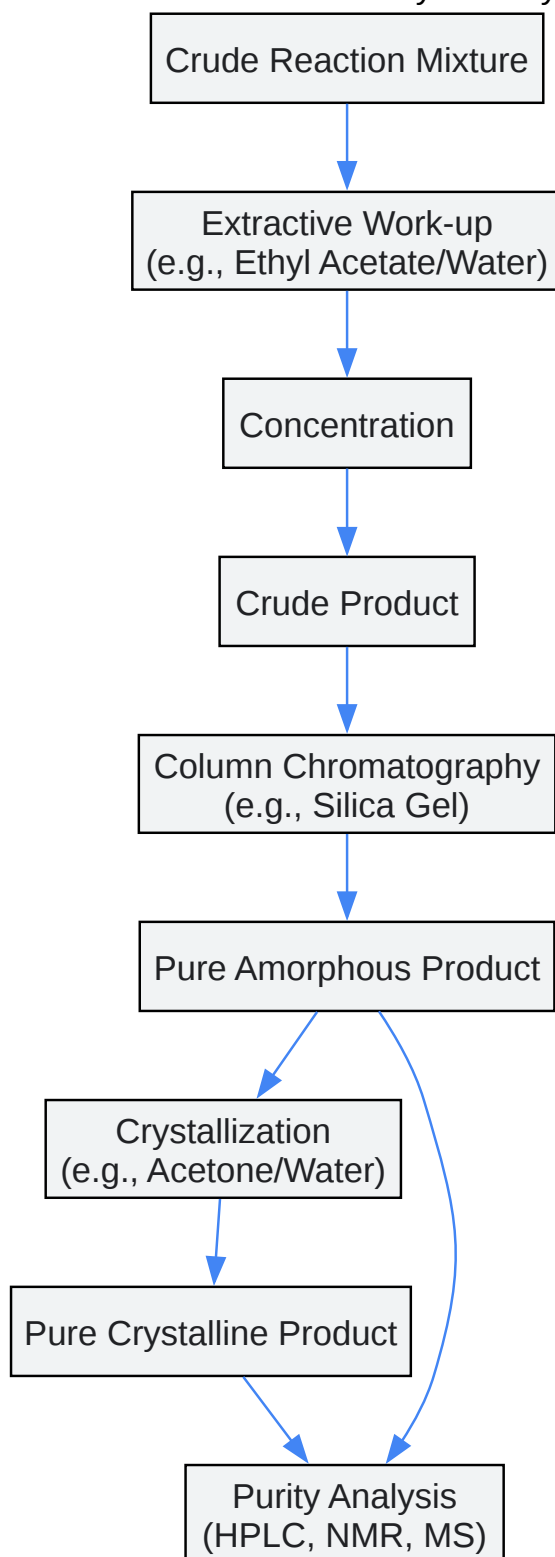 Crude Reaction Mixture
Extractive Work-up
(e.g., Ethyl Acetate/Water)
Concentration
Crude Product
Column Chromatography
(e.g., Silica Gel)
Pure Amorphous Product
Crystallization
(e.g., Acetone/Water)
Pure Crystalline Product
Purity Analysis
(HPLC, NMR, MS)